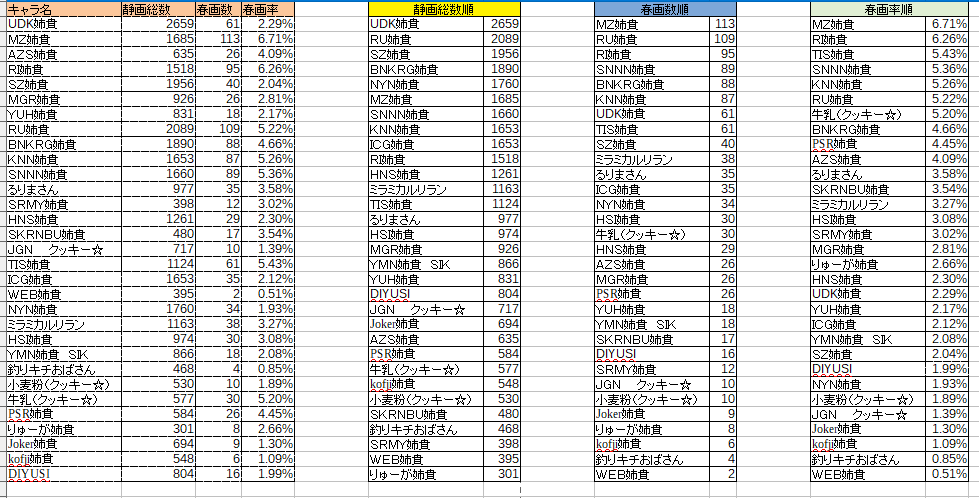 キャラ名 静画総数 春画数 春画率 静画総数順 春画数順 春画率順
UDK姉貴 2659 61 2.29% UDK姉貴 2659 MZ姉貴 113 MZ姉貴 6.71%
MZ姉貴 1685 113 6.71% RU姉貴 2089 RU姉貴 109 RI姉貴 6.26%
AZS姉貴 635 26 4.09% SZ姉貴 1956 RI姉貴 95 TIS姉貴 5.43%
RI姉貴 1518 95 6.26% BNKRG姉貴 1890 SNNN姉貴 89 SNNN姉貴 5.36%
SZ姉貴 1956 40 2.04% NYN姉貴 1760 BNKRG姉貴 88 KNN姉貴 5.26%
MGR姉貴 926 26 2.81% MZ姉貴 1685 KNN姉貴 87 RU姉貴 5.22%
YUH姉貴 831 18 2.17% SNNN姉貴 1660 UDK姉貴 61 牛乳(クッキー☆) 5.20%
RU姉貴 2089 109 5.22% KNN姉貴 1653 TIS姉貴 61 BNKRG姉貴 4.66%
BNKRG姉貴 1890 88 4.66% ICG姉貴 1653 SZ姉貴 40 PSR姉貴 4.45%
KNN姉貴 1653 87 5.26% RI姉貴 1518 ミラミカルリラン 38 AZS姉貴 4.09%
SNNN姉貴 1660 89 5.36% HNS姉貴 1261 るりまさん 35 るりまさん 3.58%
るりまさん 977 35 3.58% ミラミカルリラン 1163 ICG姉貴 35 SKRNBU姉貴 3.54%
SRMY姉貴 398 12 3.02% TIS姉貴 1124 NYN姉貴 34 ミラミカルリラン 3.27%
HNS姉貴 1261 29 2.30% るりまさん 977 HSI姉貴 30 HSI姉貴 3.08%
SKRNBU姉貴 480 17 3.54% HSI姉貴 974 牛乳(クッキー☆) 30 SRMY姉貴 3.02%
JGN クッキー☆ 717 10 1.39% MGR姉貴 926 HNS姉貴 29 MGR姉貴 2.81%
TIS姉貴 1124 61 5.43% YMN姉貴 SIK 866 AZS姉貴 26 りゅーが姉貴 2.66%
ICG姉貴 1653 35 2.12% YUH姉貴 831 MGR姉貴 26 HNS姉貴 2.30%
WEB姉貴 395 2 0.51% DIYUSI 804 PSR姉貴 26 UDK姉貴 2.29%
NYN姉貴 1760 34 1.93% JGN クッキー☆ 717 YUH姉貴 18 YUH姉貴 2.17%
ミラミカルリラン 1163 38 3.27% Joker姉貴 694 YMN姉貴 SIK 18 ICG姉貴 2.12%
HSI姉貴 974 30 3.08% AZS姉貴 635 SKRNBU姉貴 17 YMN姉貴 SIK 2.08%
YMN姉貴 SIK 866 18 2.08% PSR姉貴 584 DIYUSI 16 SZ姉貴 2.04%
釣りキチおばさん 468 4 0.85% 牛乳(クッキー☆) 577 SRMY姉貴 12 DIYUSI 1.99%
小麦粉(クッキー☆) 530 10 1.89% kofji姉貴 548 JGN クッキー☆ 10 NYN姉貴 1.93%
牛乳(クッキー☆) 577 30 5.20% 小麦粉(クッキー☆) 530 小麦粉(クッキー☆) 10 小麦粉(クッキー☆) 1.89%
PSR姉貴 584 26 4.45% SKRNBU姉貴 480 Joker姉貴 9 JGN クッキー☆ 1.39%
りゅーが姉貴 301 8 2.66% 釣りキチおばさん 468 りゅーが姉貴 8 Joker姉貴 1.30%
Joker姉貴 694 9 1.30% SRMY姉貴 398 kofji姉貴 6 kofji姉貴 1.09%
kofji姉貴 548 6 1.09% WEB姉貴 395 釣りキチおばさん 4 釣りキチおばさん 0.85%
DIYUSI 804 16 1.99% りゅーが姉貴 301 WEB姉貴 2 WEB姉貴 0.51%